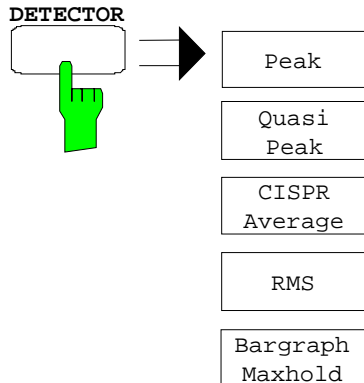 DETECTOR
Peak
Quasi
Peak
CISPR
Average
RMS
Bargraph
Maxhold